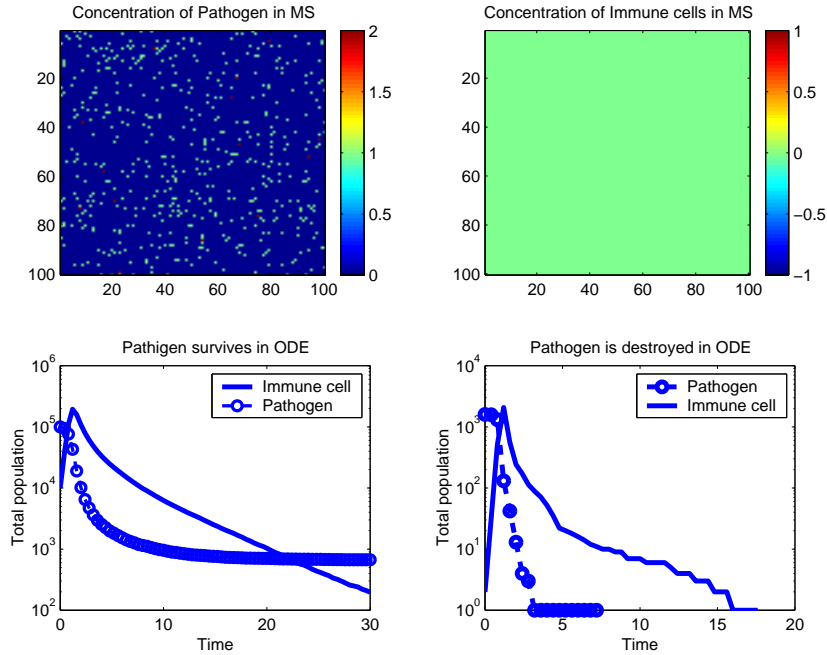 Concentration of Pathogen in MS
20
40
60
80
100
20 40 60 80 100
2
1.5
1
0.5
0
Concentration of Immune cells in MS
20
40
60
80
100
20 40 60 80 100
1
0.5
0
−0.5
−1
Pathigen survives in ODE
Total population
10^6
10^5
10^4
10^3
10^2
Immune cell
Pathogen
0 10 20 30
Time
Pathogen is destroyed in ODE
Total population
10^4
10^3
10^2
10^1
10^0
Pathogen
Immune cell
0 5 10 15 20
Time